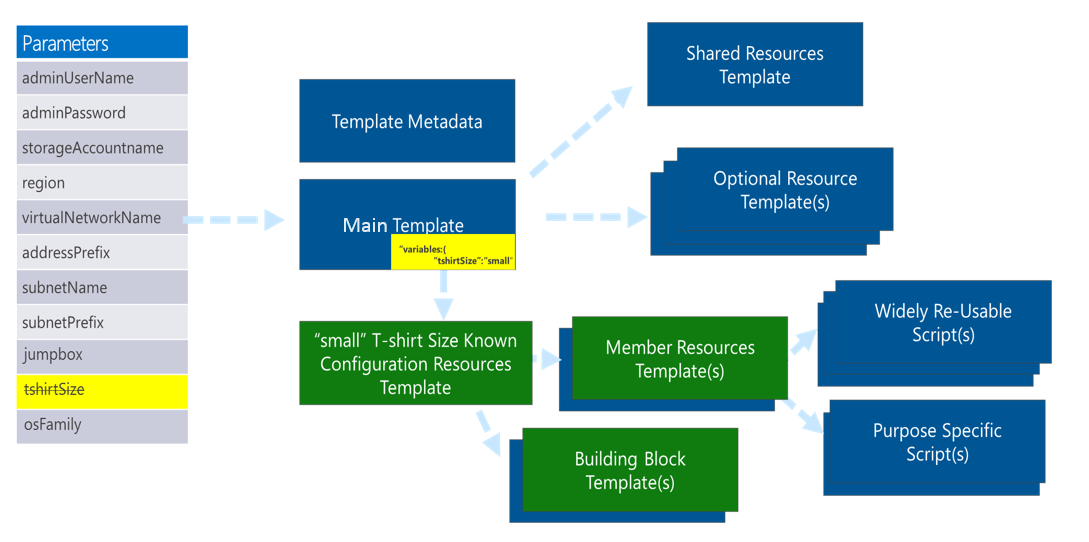 Parameters
adminUserName
adminPassword
storageAccountname
region
virtualNetworkName
addressPrefix
subnetName
subnetPrefix
jumpbox
tshirtSize
osFamily
Template Metadata
Main Template
"variables:{
"tshirtSize":"small"
"small" T-shirt Size Known
Configuration Resources
Template
Shared Resources
Template
Optional Resource
Template(s)
Member Resources
Template(s)
Building Block
Template(s)
Widely Re-Usable
Script(s)
Purpose Specific
Script(s)